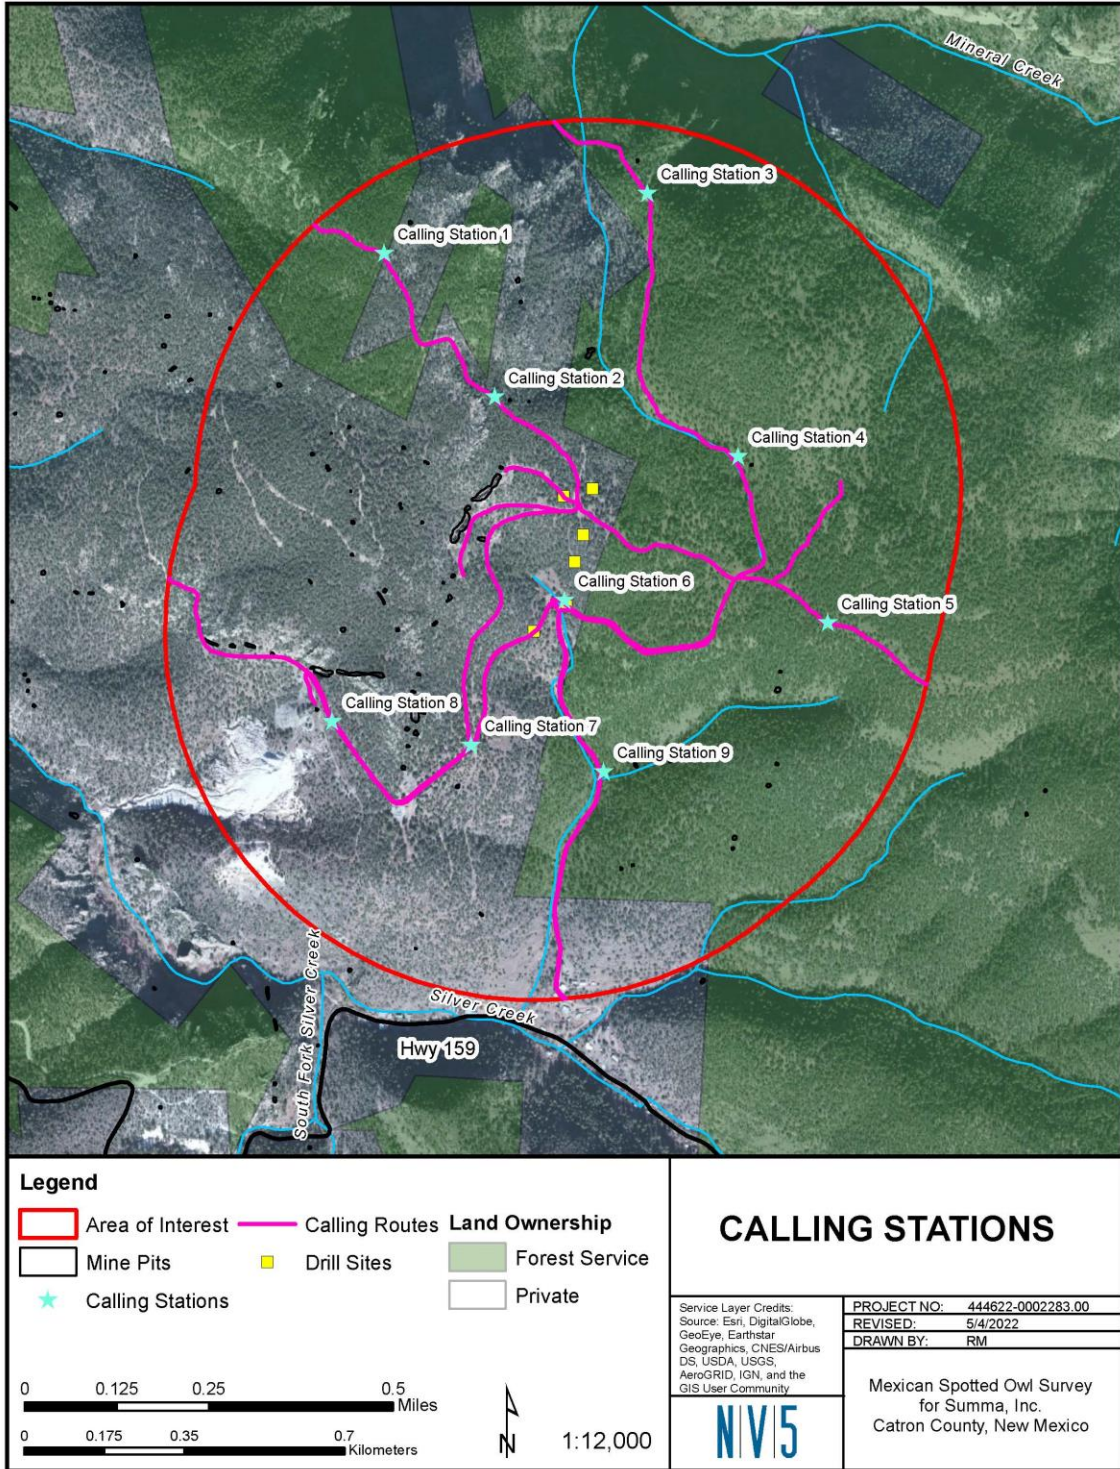 Mineral Creek
Calling Station 3
Calling Station 1
Calling Station 2
Calling Station 4
Calling Station 6
Calling Station 5
Calling Station 8
Calling Station 7
Calling Station 9
South Fork Silver Creek
Silver Creek
Hwy 159
Legend
Area of Interest
Calling Routes
Land Ownership
Mine Pits
Drill Sites
Forest Service
Calling Stations
Private
0 0.125 0.25 0.5
Miles
0 0.175 0.35 0.7
Kilometers
N
1:12,000
CALLING STATIONS
Service Layer Credits:
Source: Esri, DigitalGlobe,
GeoEye, Earthstar
Geographics, CNES/Airbus
DS, USDA, USGS,
AeroGRID, IGN, and the
GIS User Community
PROJECT NO: 444622-0002283.00
REVISED: 5/4/2022
DRAWN BY: RM
NV5
Mexican Spotted Owl Survey
for Summa, Inc.
Catron County, New Mexico